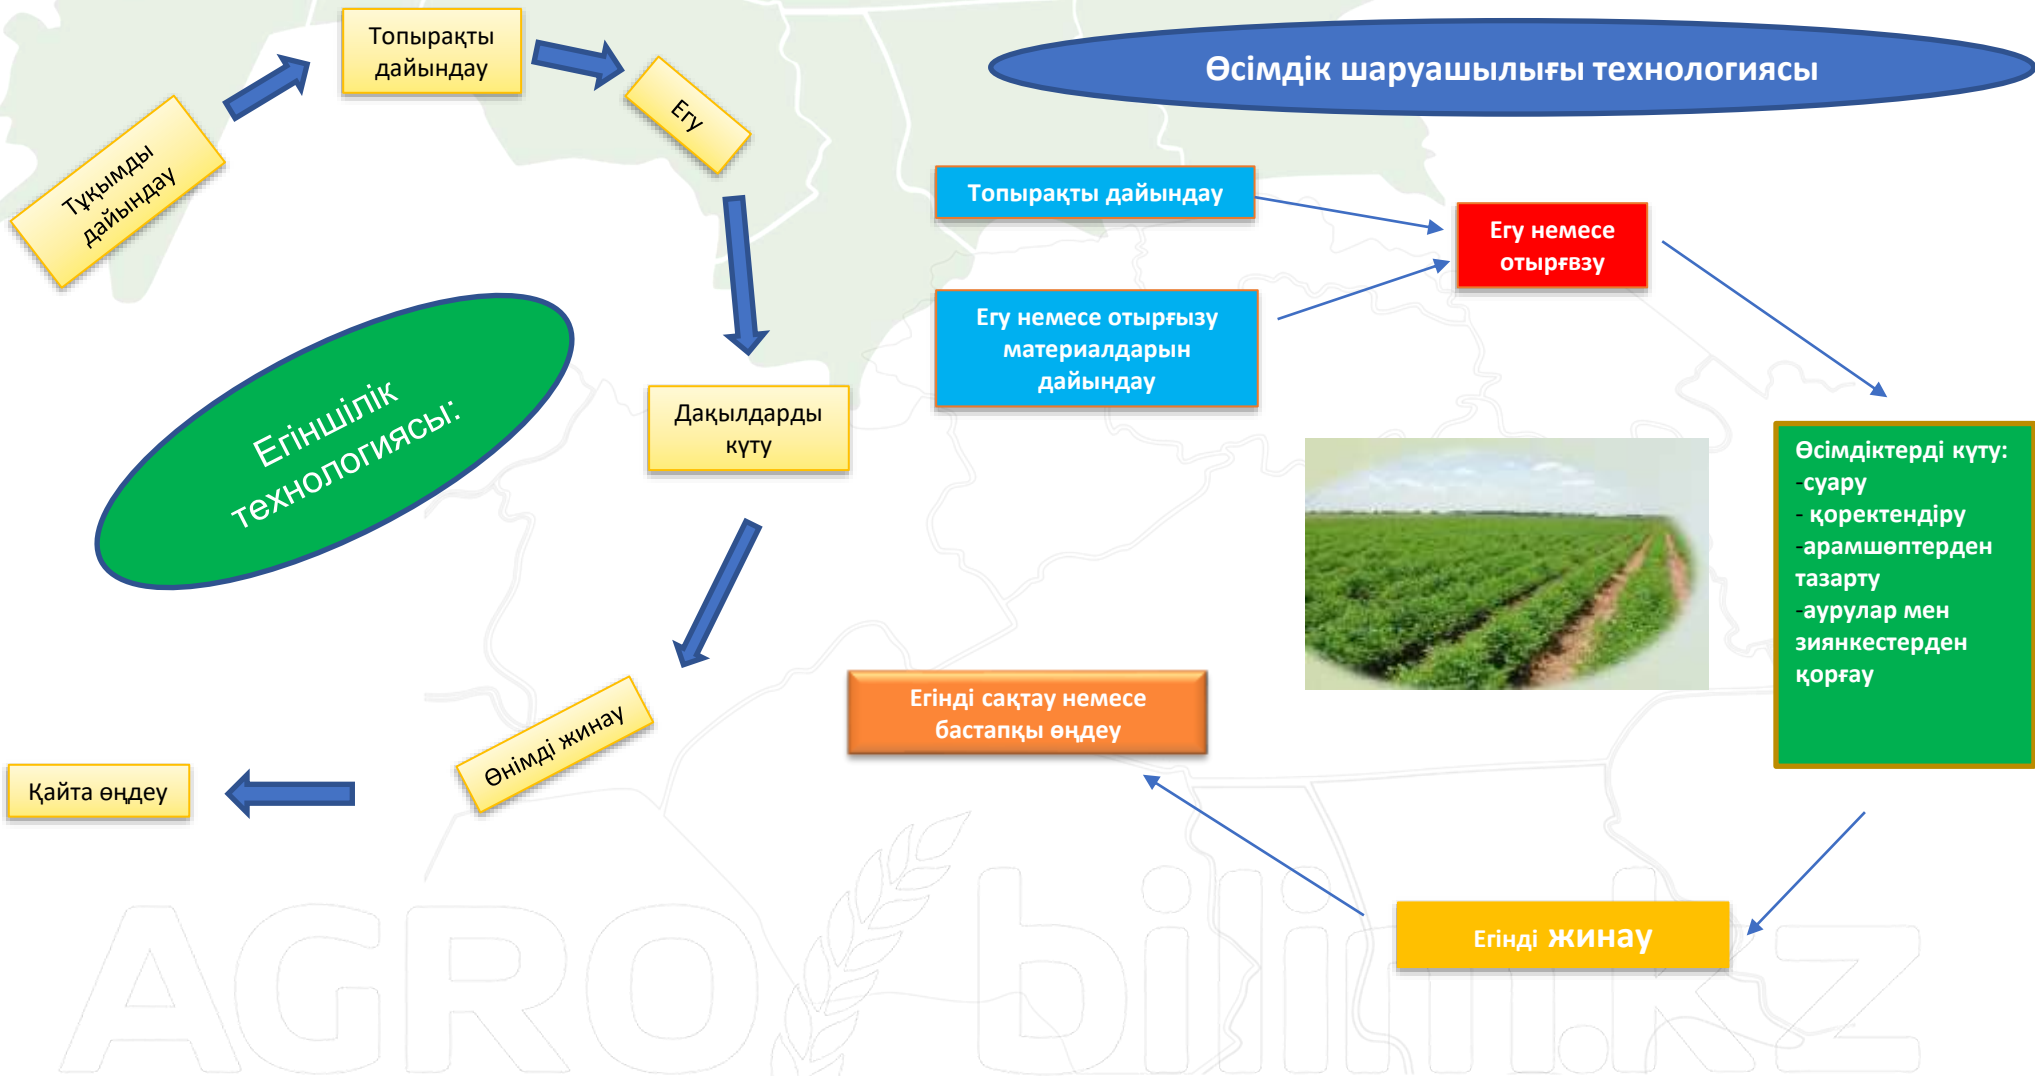 Тұқымды
дайындау
Топырақты
дайындау
Егу
Дақылдарды
күту
Өнімді жинау
Қайта өңдеу
Егіншілік
технологиясы:
Өсімдік шаруашылығы технологиясы
Топырақты дайындау
Егу немесе отырғызу
материалдарын
дайындау
Егу немесе
отырғвзу
Өсімдіктерді күту:
-суару
- қоректендіру
-арамшөптерден
тазарту
-аурулар мен
зиянкестерден
қорғау
Егінді жинау
Егінді сақтау немесе
бастапқы өңдеу
AGRO bilim.kz